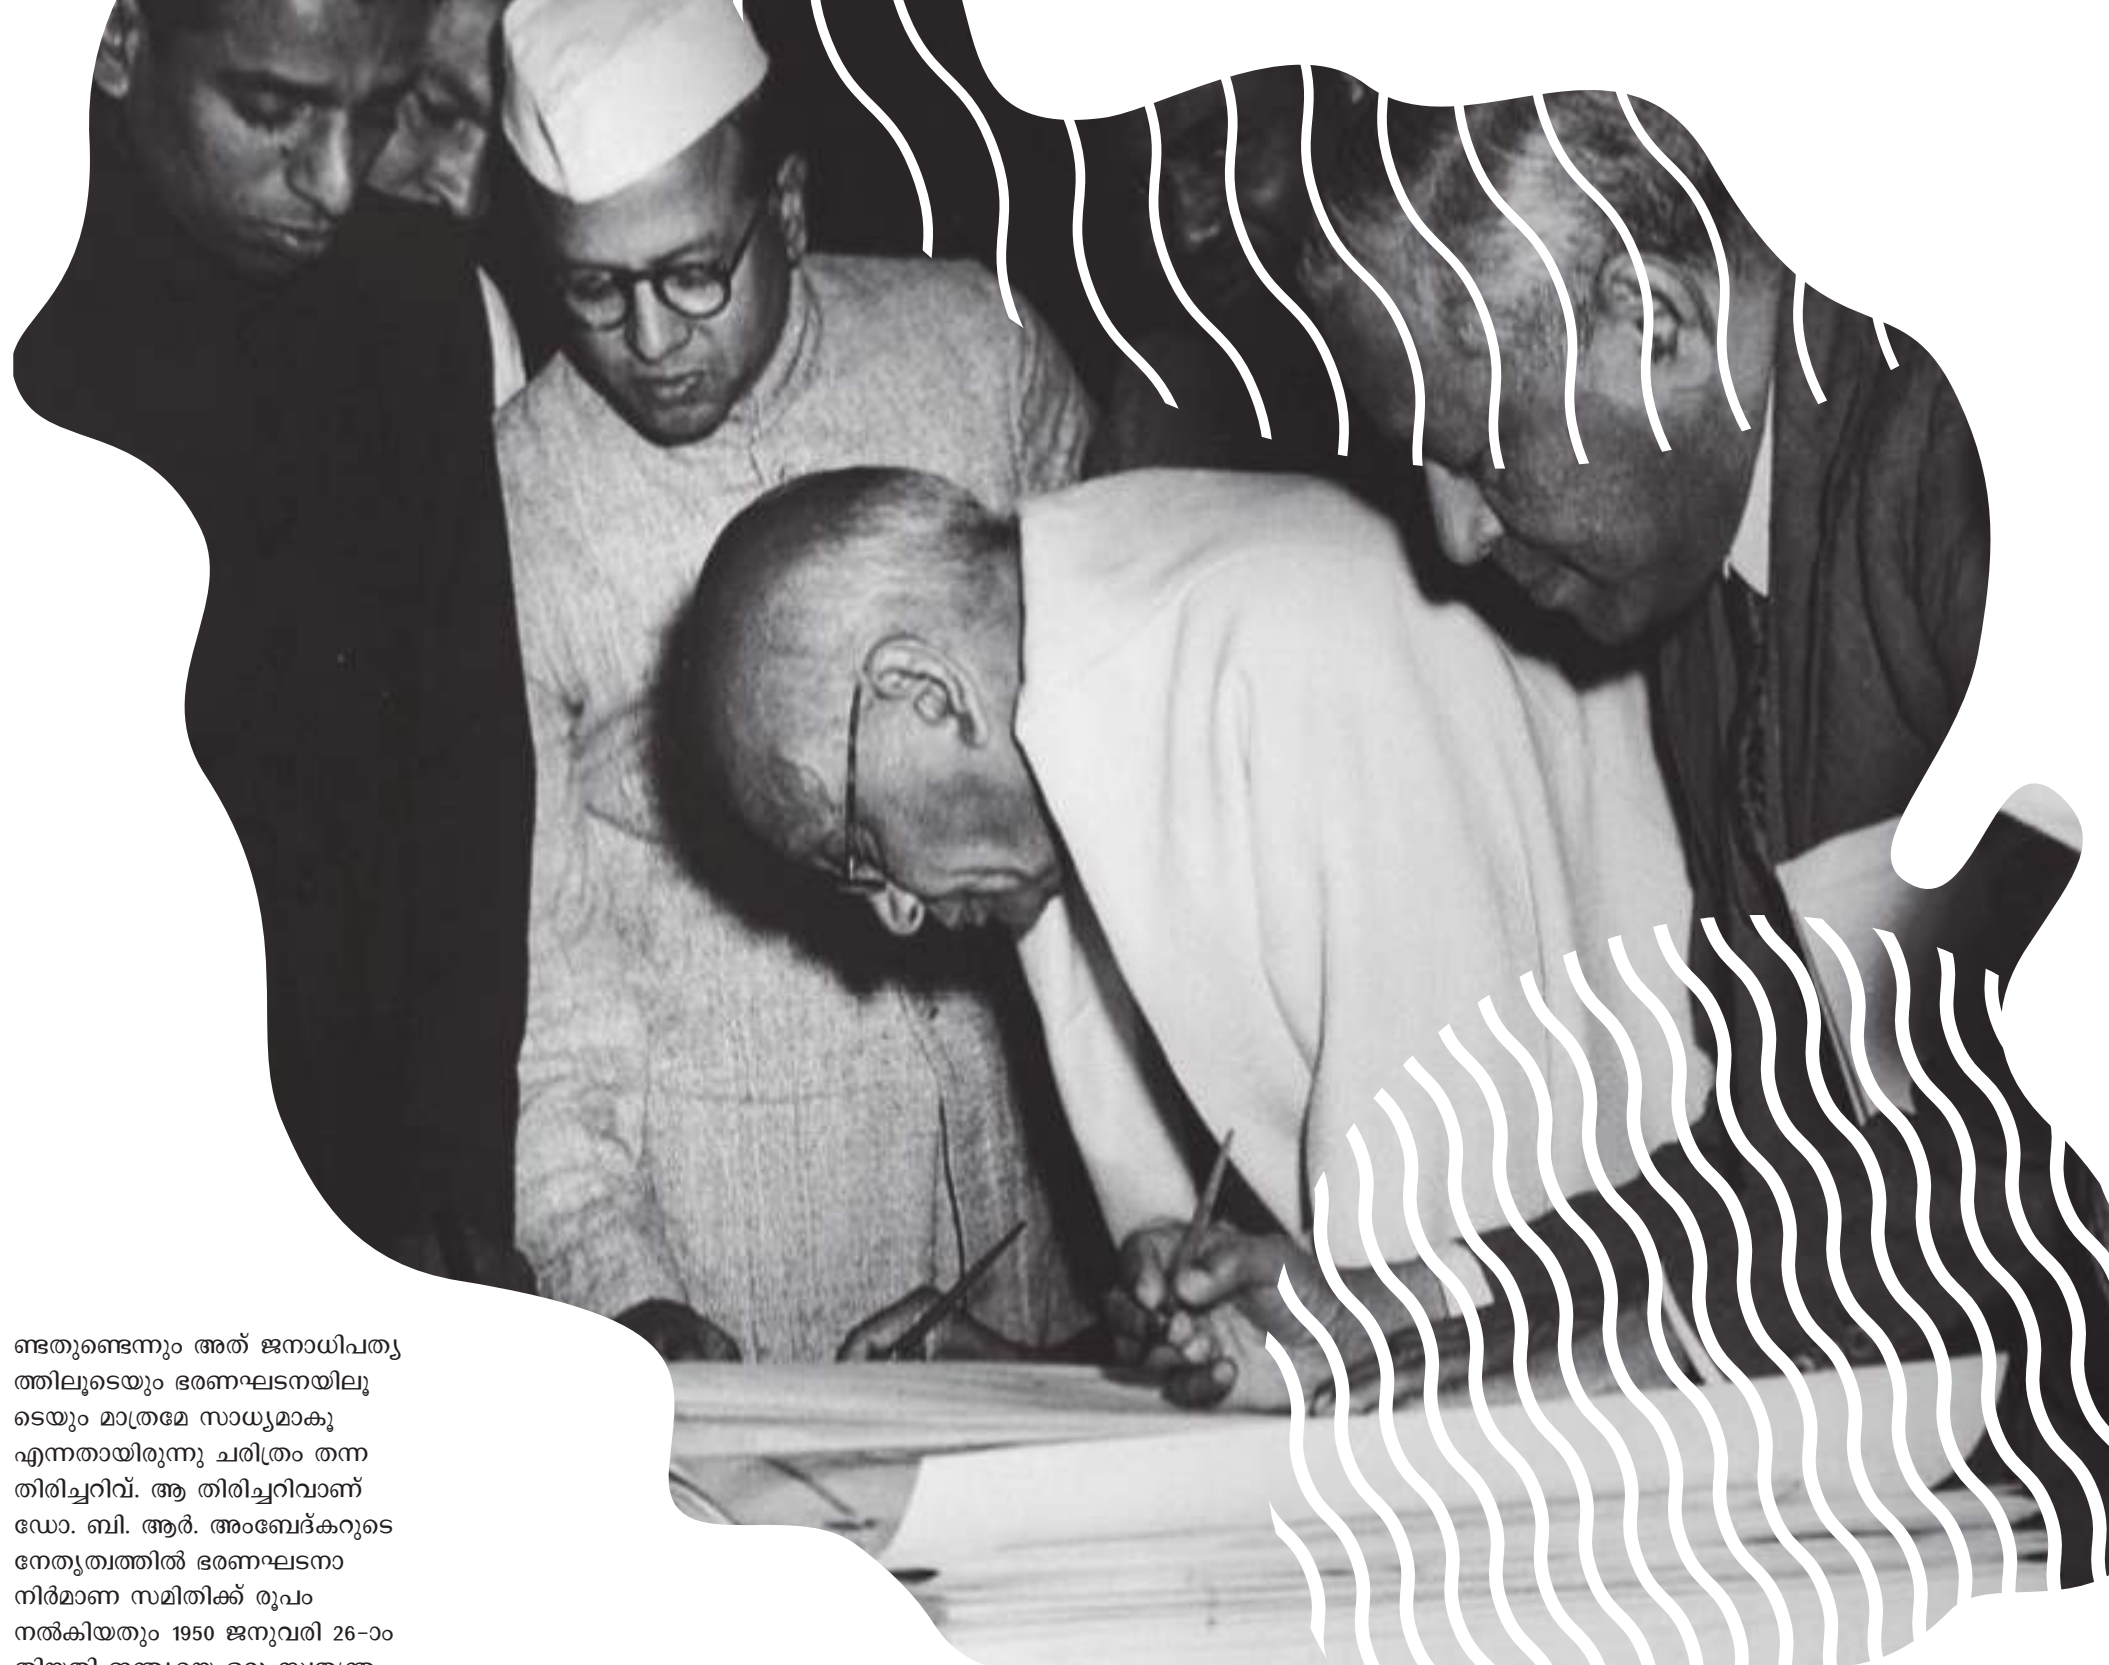 ണ്ടതുണ്ടെന്നും അത് ജനാധിപത്യ
ത്തിലൂടെയും ഭരണഘടനയിലൂ
ടെയും മാത്രമേ സാധ്യമാകൂ
എന്നതായിരുന്നു ചരിത്രം തന്ന
തിരിച്ചറിവ്. ആ തിരിച്ചറിവാണ്
ഡോ. ബി. ആർ. അംബേദ്കറുടെ
നേതൃത്വത്തിൽ ഭരണഘടനാ
നിർമാണ സമിതിക്ക് രൂപം
നൽകിയതും 1950 ജനുവരി 26-ാം